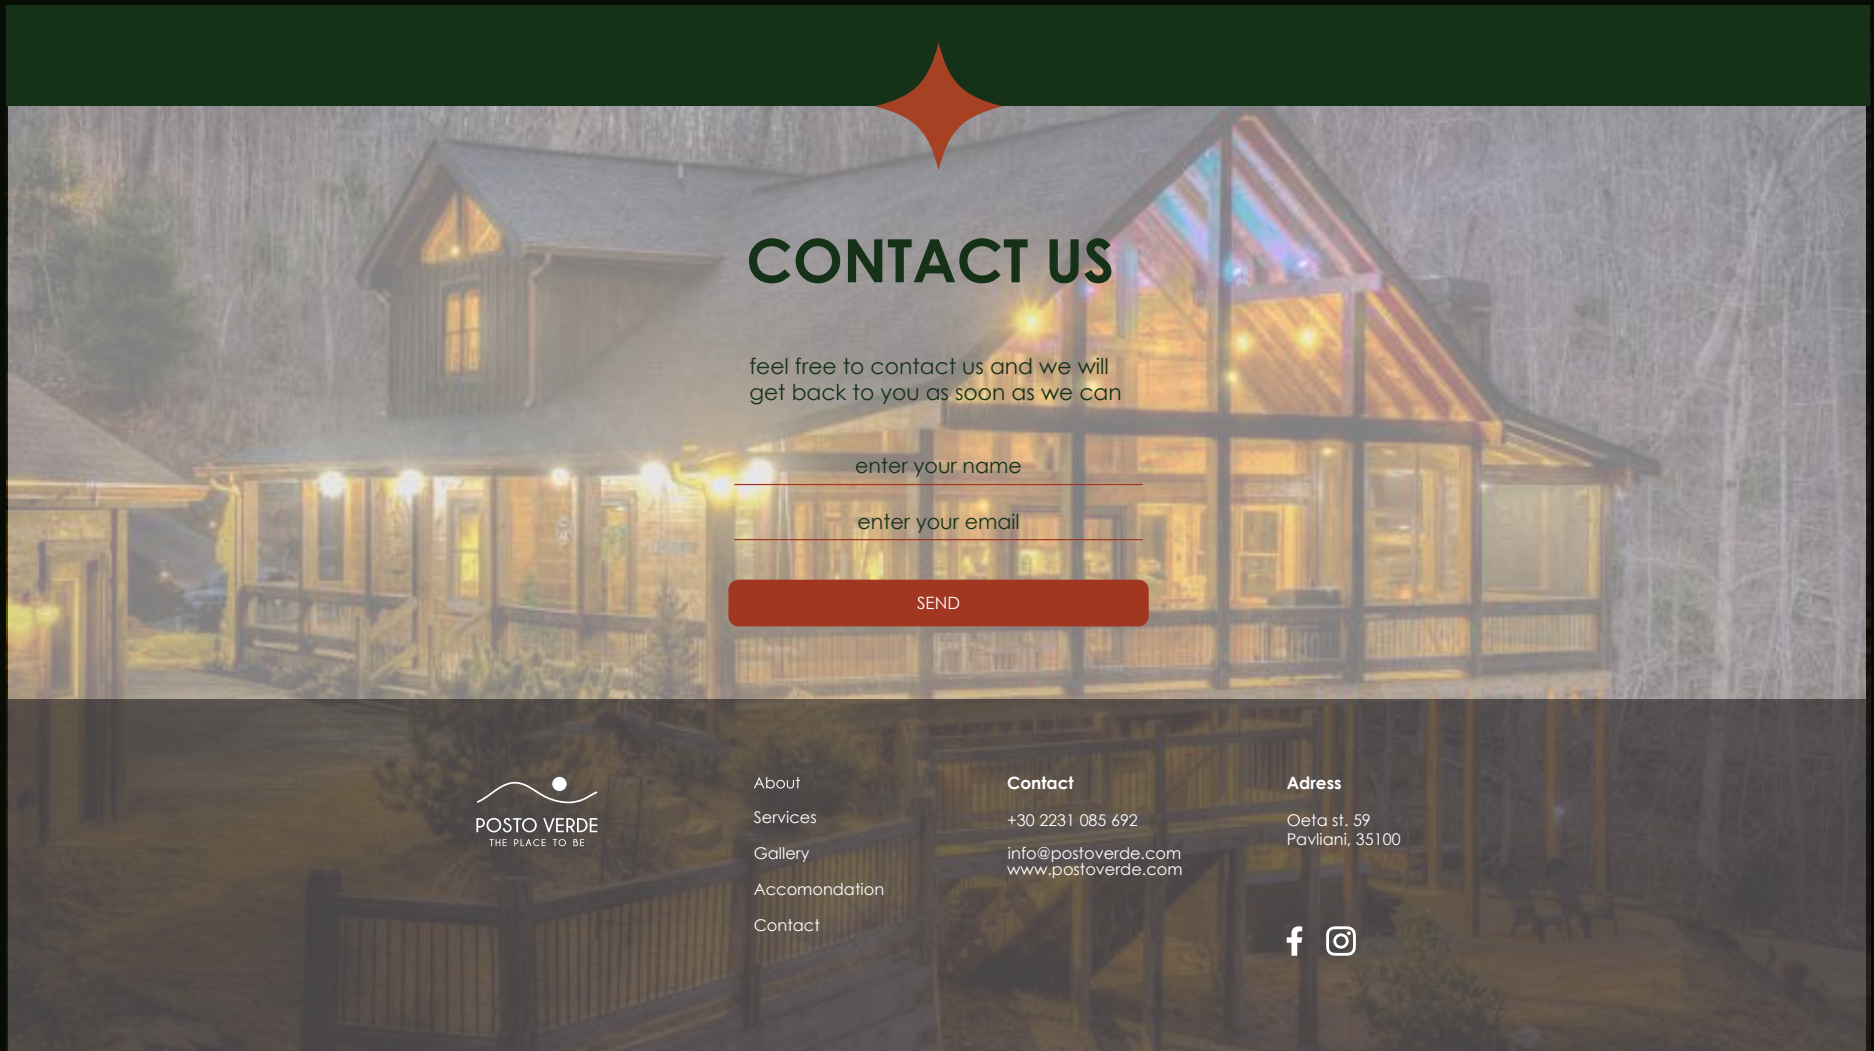 CONTACT US
feel free to contact us and we will
get back to you as soon as we can
enter your name
enter your email
SEND
POSTO VERDE
THE PLACE TO BE
About
Services
Gallery
Accomondation
Contact
Contact
+30 2231 085 692
info@postoverde.com
www.postoverde.com
Adress
Oeta st. 59
Pavliani, 35100